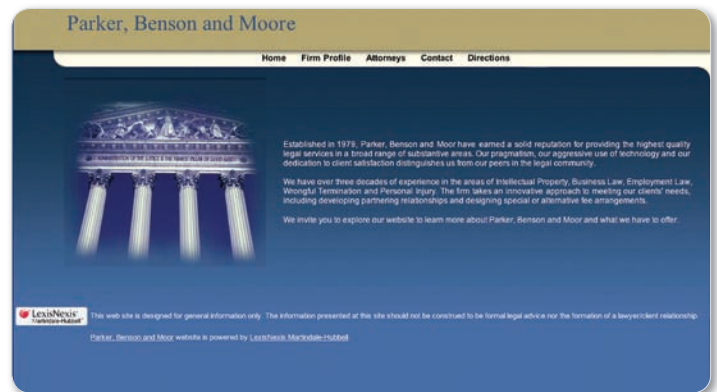 Parker, Benson and Moore
Home Firm Profile Attorneys Contact Directions
Established in 1979, Parker, Benson and Moor have earned a solid reputation for providing the highest quality
legal services in a broad range of substantive areas. Our pragmatism, our aggressive use of technology and our
dedication to client satisfaction distinguishes us from our peers in the legal community.
We have over three decades of experience in the areas of Intellectual Property, Business Law, Employment Law,
Wrongful Termination and Personal Injury. The firm takes an innovative approach to meeting our clients' needs,
including developing partnering relationships and designing special or alternative fee arrangements.
We invite you to explore our website to learn more about Parker, Benson and Moor and what we have to offer.
LexisNexis®
Martindale-Hubbell®
This web site is designed for general information only. The information presented at this site should not be construed to be formal legal advice nor the formation of a lawyer/client relationship.
Parker, Benson and Moor website is powered by LexisNexis Martindale-Hubbell